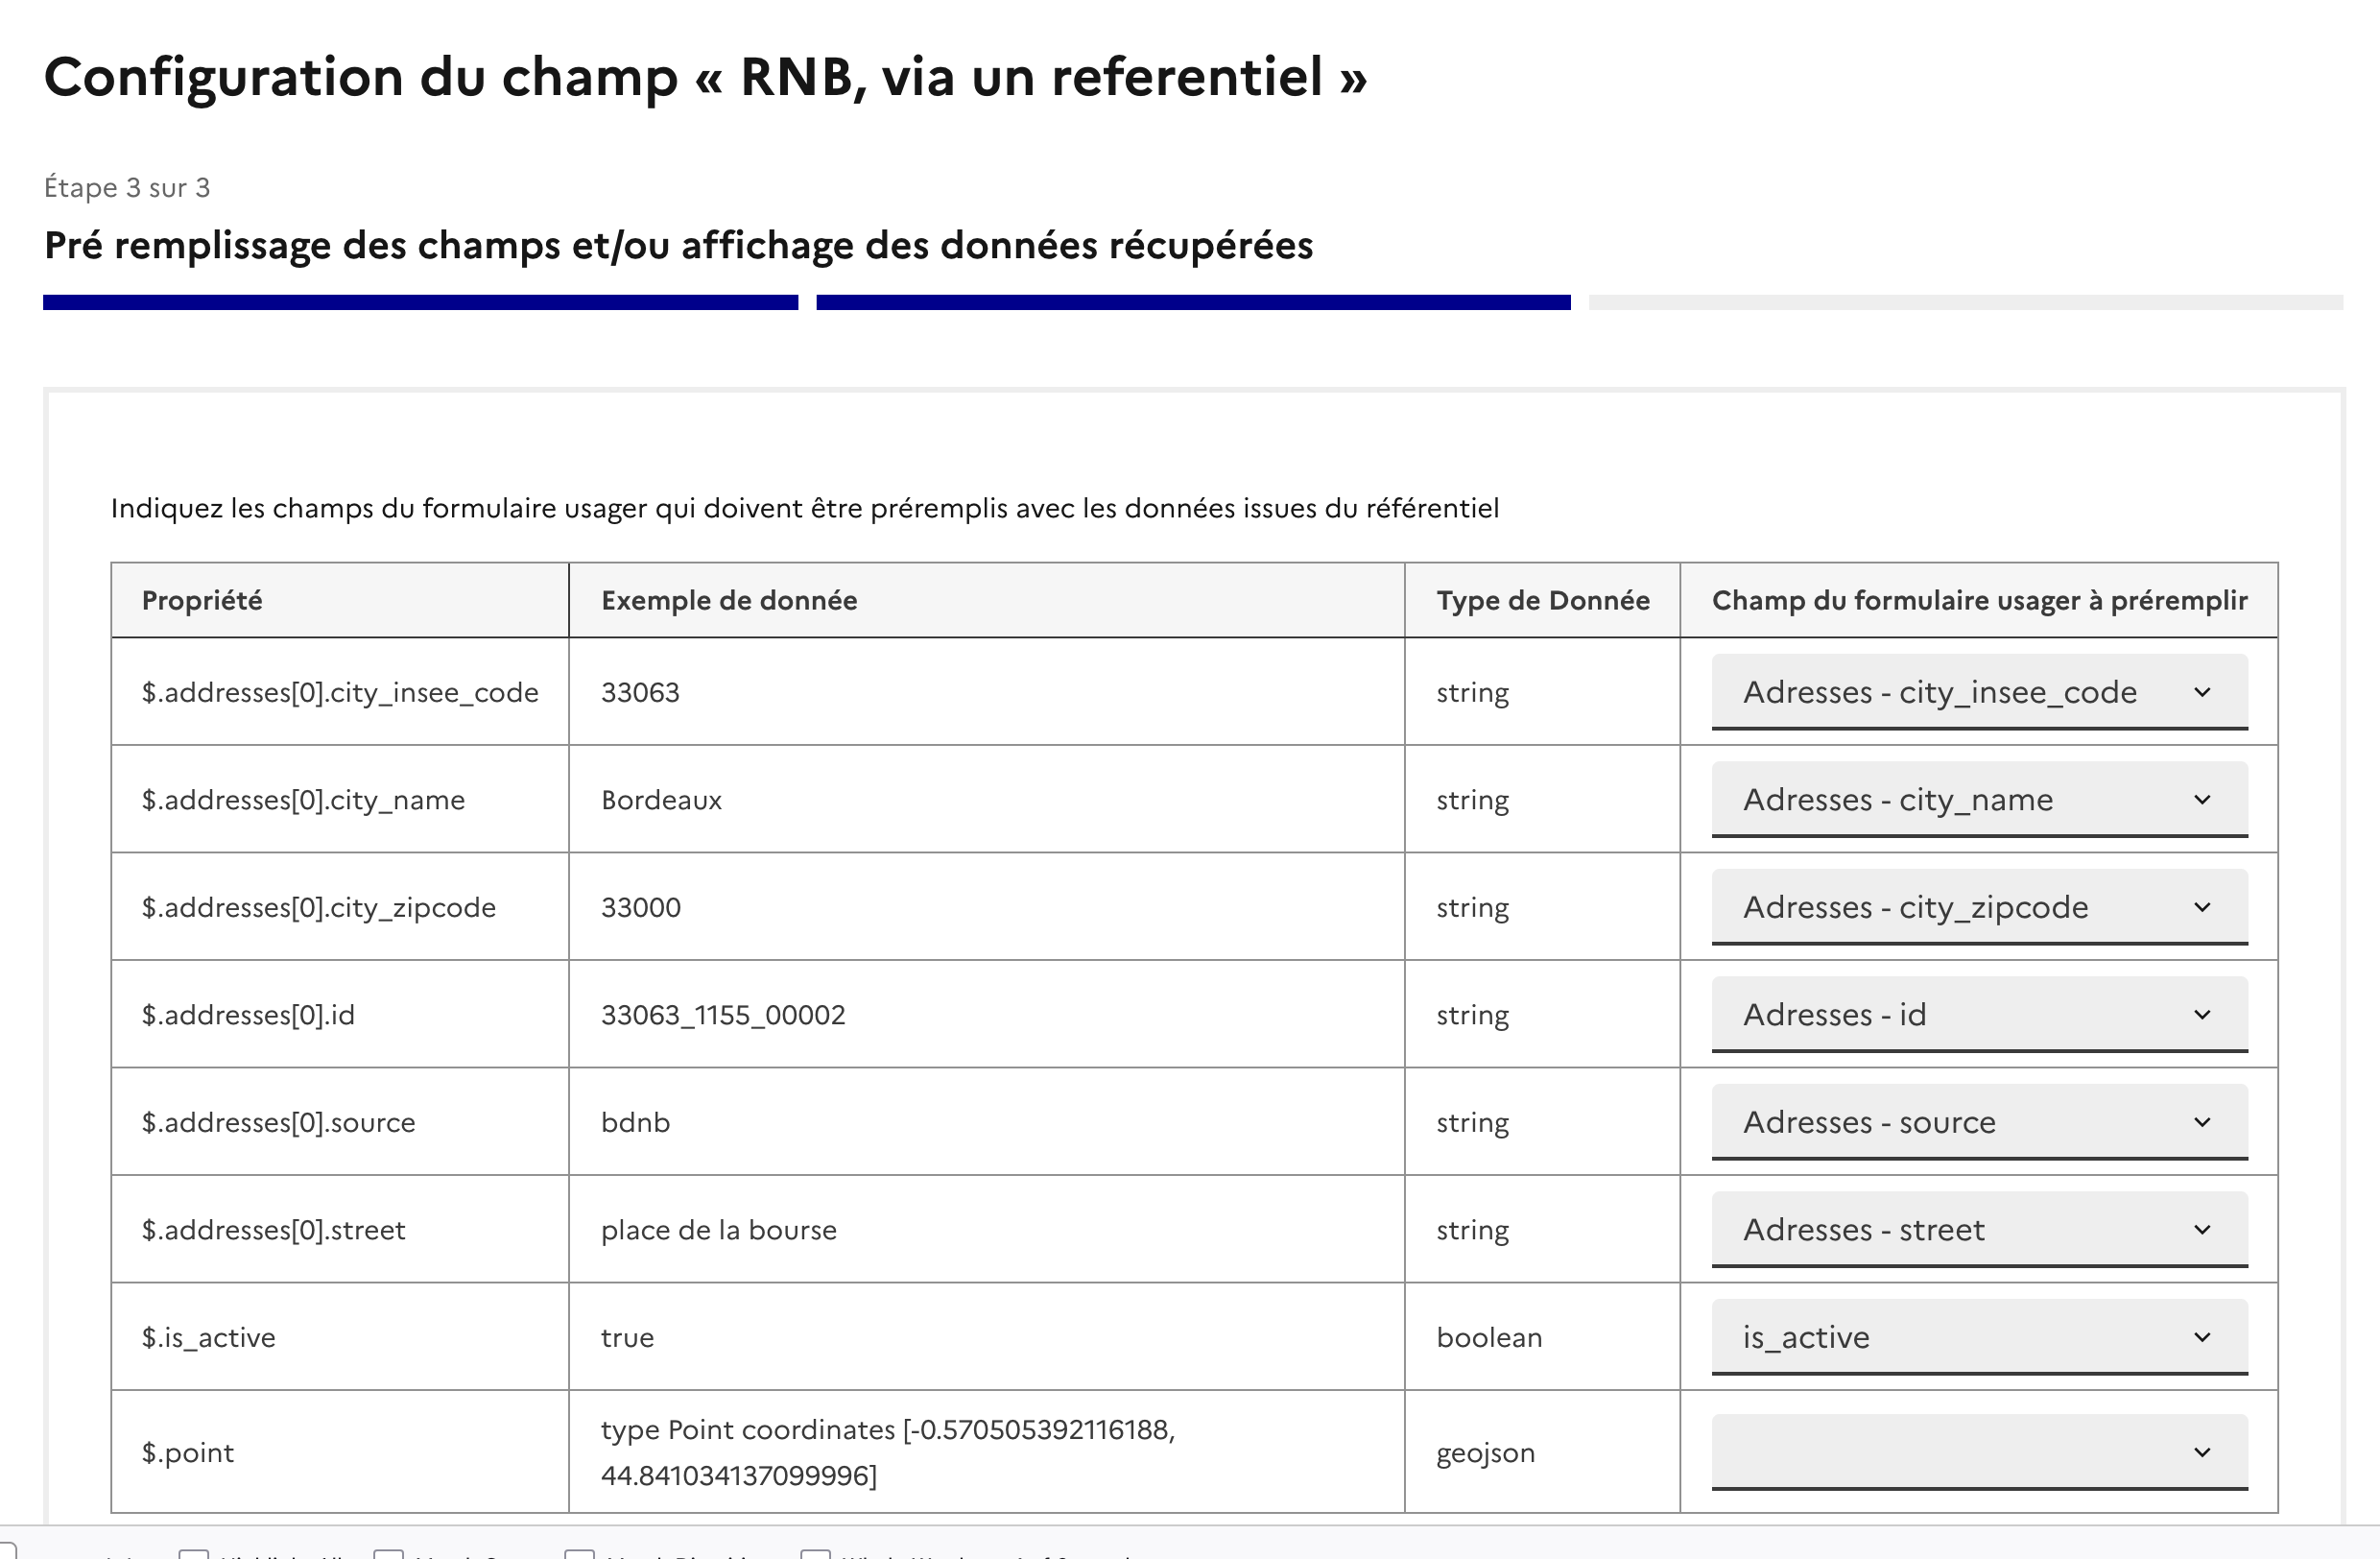 Configuration du champ « RNB, via un referentiel »
Étape 3 sur 3
Pré remplissage des champs et/ou affichage des données récupérées
Indiquez les champs du formulaire usager qui doivent être préremplis avec les données issues du référentiel
Propriété Exemple de donnée Type de Donnée Champ du formulaire usager à préremplir
$.addresses[0].city_insee_code 33063 string Adresses - city_insee_code
$.addresses[0].city_name Bordeaux string Adresses - city_name
$.addresses[0].city_zipcode 33000 string Adresses - city_zipcode
$.addresses[0].id 33063_1155_00002 string Adresses - id
$.addresses[0].source bdnb string Adresses - source
$.addresses[0].street place de la bourse string Adresses - street
$.is_active true boolean is_active
$.point type Point coordinates [-0.570505392116188, geojson
44.841034137099996]